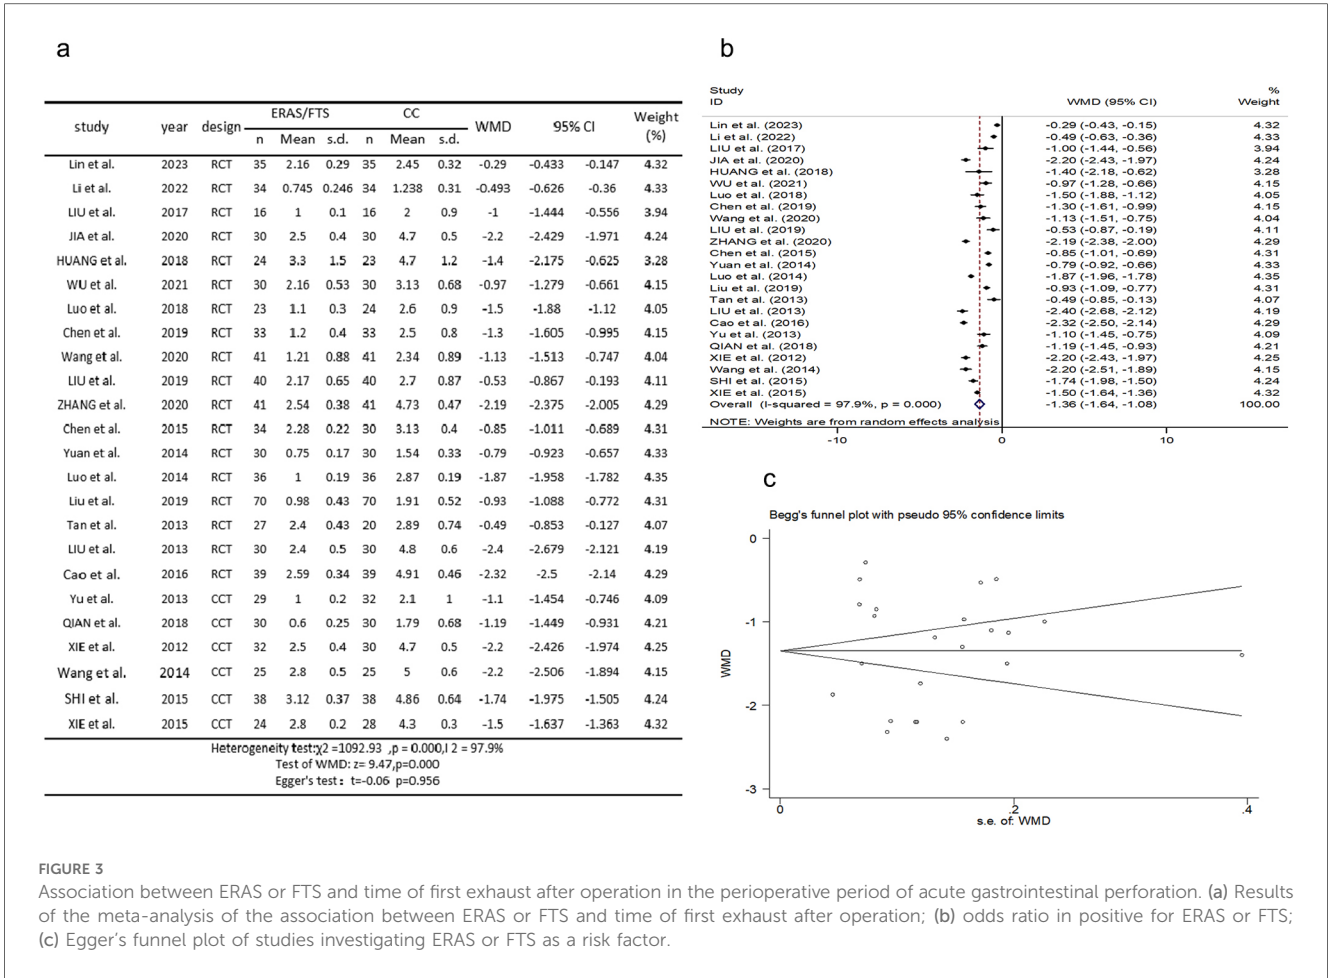 a
ERAS/FTS CC Weight
study year design WMD 95% CI (%)
n Mean s.d. n Mean s.d.
Lin et al. 2023 RCT 35 2.16 0.29 35 2.45 0.32 -0.29 -0.433 -0.147 4.32
Li et al. 2022 RCT 34 0.745 0.246 34 1.238 0.31 -0.493 -0.626 -0.36 4.33
LIU et al. 2017 RCT 16 1 0.1 16 2 0.9 -1 -1.444 -0.556 3.94
JIA et al. 2020 RCT 30 2.5 0.4 30 4.7 0.5 -2.2 -2.429 -1.971 4.24
HUANG et al. 2018 RCT 24 3.3 1.5 23 4.7 1.2 -1.4 -2.175 -0.625 3.28
WU et al. 2021 RCT 30 2.16 0.53 30 3.13 0.68 -0.97 -1.279 -0.661 4.15
Luo et al. 2018 RCT 23 1.1 0.3 24 2.6 0.9 -1.5 -1.88 -1.12 4.05
Chen et al. 2019 RCT 33 1.2 0.4 33 2.5 0.8 -1.3 -1.605 -0.995 4.15
Wang et al. 2020 RCT 41 1.21 0.88 41 2.34 0.89 -1.13 -1.513 -0.747 4.04
LIU et al. 2019 RCT 40 2.17 0.65 40 2.7 0.87 -0.53 -0.867 -0.193 4.11
ZHANG et al. 2020 RCT 41 2.54 0.38 41 4.73 0.47 -2.19 -2.375 -2.005 4.29
Chen et al. 2015 RCT 34 2.28 0.22 30 3.13 0.4 -0.85 -1.011 -0.689 4.31
Yuan et al. 2014 RCT 30 0.75 0.17 30 1.54 0.33 -0.79 -0.923 -0.657 4.33
Luo et al. 2014 RCT 36 1 0.19 36 2.87 0.19 -1.87 -1.958 -1.782 4.35
Liu et al. 2019 RCT 70 0.98 0.43 70 1.91 0.52 -0.93 -1.088 -0.772 4.31
Tan et al. 2013 RCT 27 2.4 0.43 20 2.89 0.74 -0.49 -0.853 -0.127 4.07
LIU et al. 2013 RCT 30 2.4 0.5 30 4.8 0.6 -2.4 -2.679 -2.121 4.19
Cao et al. 2016 RCT 39 2.59 0.34 39 4.91 0.46 -2.32 -2.5 -2.14 4.29
Yu et al. 2013 CCT 29 1 0.2 32 2.1 1 -1.1 -1.454 -0.746 4.09
QIAN et al. 2018 CCT 30 0.6 0.25 30 1.79 0.68 -1.19 -1.449 -0.931 4.21
XIE et al. 2012 CCT 32 2.5 0.4 30 4.7 0.5 -2.2 -2.426 -1.974 4.25
Wang et al. 2014 CCT 25 2.8 0.5 25 5 0.6 -2.2 -2.506 -1.894 4.15
SHI et al. 2015 CCT 38 3.12 0.37 38 4.86 0.64 -1.74 -1.975 -1.505 4.24
XIE et al. 2015 CCT 24 2.8 0.2 28 4.3 0.3 -1.5 -1.637 -1.363 4.32
Heterogeneity test:χ2 =1092.93 ,p = 0.000,I 2 = 97.9%
Test of WMD: z= 9.47,p=0.000
Egger's test : t=-0.06 p=0.956
b
Study %
ID WMD (95% CI) Weight
Lin et al. (2023) -0.29 (-0.43, -0.15) 4.32
Li et al. (2022) -0.49 (-0.63, -0.36) 4.33
LIU et al. (2017) -1.00 (-1.44, -0.56) 3.94
JIA et al. (2020) -2.20 (-2.43, -1.97) 4.24
HUANG et al. (2018) -1.40 (-2.18, -0.62) 3.28
WU et al. (2021) -0.97 (-1.28, -0.66) 4.15
Luo et al. (2018) -1.50 (-1.88, -1.12) 4.05
Chen et al. (2019) -1.30 (-1.61, -0.99) 4.15
Wang et al. (2020) -1.13 (-1.51, -0.75) 4.04
LIU et al. (2019) -0.53 (-0.87, -0.19) 4.11
ZHANG et al. (2020) -2.19 (-2.38, -2.00) 4.29
Chen et al. (2015) -0.85 (-1.01, -0.69) 4.31
Yuan et al. (2014) -0.79 (-0.92, -0.66) 4.33
Luo et al. (2014) -1.87 (-1.96, -1.78) 4.35
Liu et al. (2019) -0.93 (-1.09, -0.77) 4.31
Tan et al. (2013) -0.49 (-0.85, -0.13) 4.07
LIU et al. (2013) -2.40 (-2.68, -2.12) 4.19
Cao et al. (2016) -2.32 (-2.50, -2.14) 4.29
Yu et al. (2013) -1.10 (-1.45, -0.75) 4.09
QIAN et al. (2018) -1.19 (-1.45, -0.93) 4.21
XIE et al. (2012) -2.20 (-2.43, -1.97) 4.25
Wang et al. (2014) -2.20 (-2.51, -1.89) 4.15
SHI et al. (2015) -1.74 (-1.98, -1.50) 4.24
XIE et al. (2015) -1.50 (-1.64, -1.36) 4.32
Overall (I-squared = 97.9%, p = 0.000) -1.36 (-1.64, -1.08) 100.00
NOTE: Weights are from random effects analysis
-10 0 10
c
Begg's funnel plot with pseudo 95% confidence limits
0
-1
-2
-3
WMD
0 .2 .4
s.e. of: WMD
FIGURE 3
Association between ERAS or FTS and time of first exhaust after operation in the perioperative period of acute gastrointestinal perforation. (a) Results
of the meta-analysis of the association between ERAS or FTS and time of first exhaust after operation; (b) odds ratio in positive for ERAS or FTS;
(c) Egger's funnel plot of studies investigating ERAS or FTS as a risk factor.